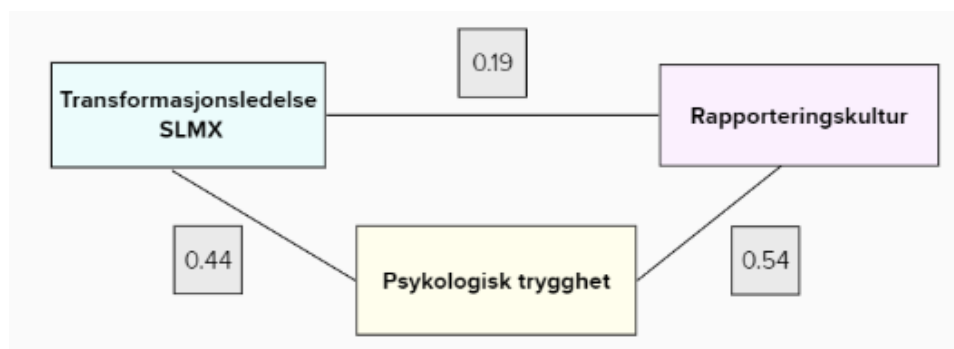 0.19
Transformasjonsledelse
SLMX
Rapporteringskultur
0.44
Psykologisk trygghet
0.54